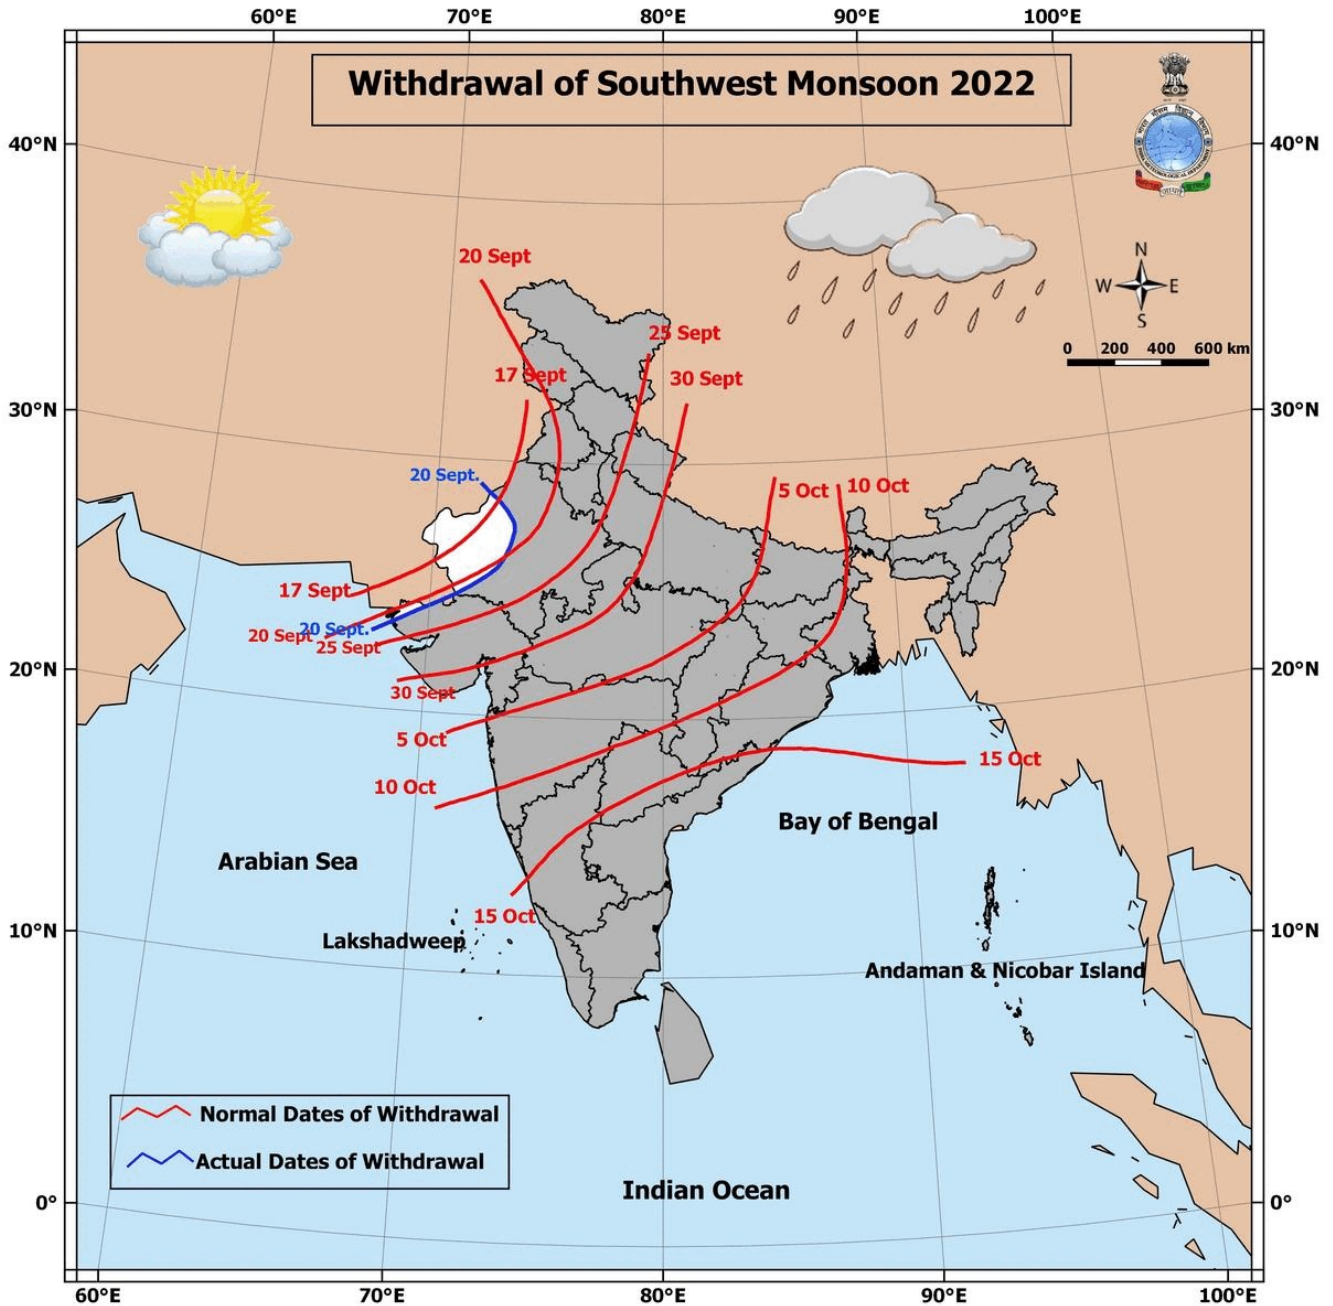 60°E 70°E 80°E 90°E 100°E
Withdrawal of Southwest Monsoon 2022
40°N 40°N
N
W E
S
20 Sept
25 Sept
0 200 400 600 km
17 Sept
30 Sept
30°N 30°N
20 Sept.
5 Oct 10 Oct
17 Sept
20 Sept
20 Sept.
25 Sept
20°N 20°N
30 Sept
5 Oct
15 Oct
10 Oct
Bay of Bengal
Arabian Sea
15 Oct
10°N 10°N
Lakshadweep
Andaman & Nicobar Island
Normal Dates of Withdrawal
Actual Dates of Withdrawal
Indian Ocean
0° 0°
60°E 70°E 80°E 90°E 100°E